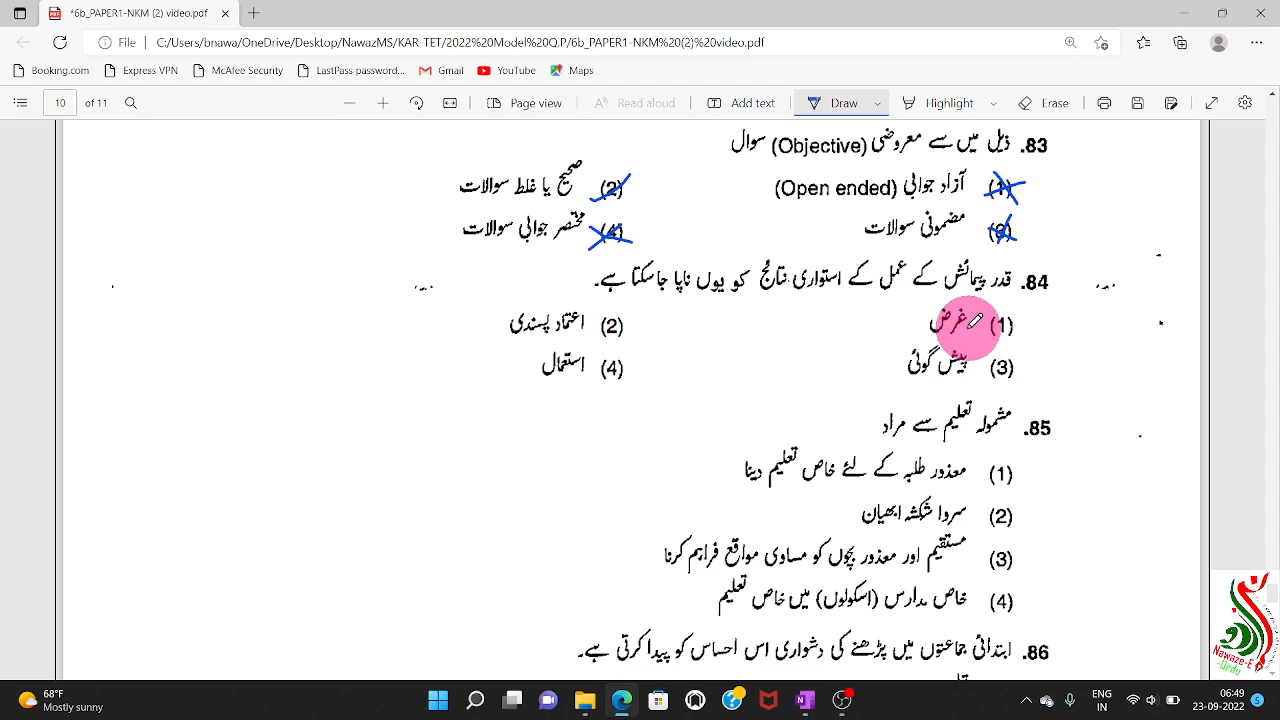 *6b_PAPER1-NKM (2) video.pdf
File C:/Users/bnawa/OneDrive/Desktop/NawazMS/KAR-TET/2022%20Model%20Q.P/6b_PAPER1-NKM%20(2)%20video.pdf
Booking.com Express VPN McAfee Security LastPass password... Gmail YouTube Maps
10 of 11 Page view Read aloud Add text Draw Highlight Erase
83. ذیل میں سے معروضی (Objective) سوال
(1) آزاد جوابی (Open ended) (2) صحیح یا غلط سوالات
(3) مضمونی سوالات (4) مختصر جوابی سوالات
84. قدر پیمائش کے عمل کے استواری نتائج کو یوں ناپا جاسکتا ہے۔
(1) غرض (2) اعتماد پسندی
(3) پیش گوئی (4) استعمال
85. مشمولہ تعلیم سے مراد
(1) معذور طلبہ کے لئے خاص تعلیم دینا
(2) سروا شکشہ ابھیان
(3) مستقیم اور معذور بچوں کو مساوی مواقع فراہم کرنا
(4) خاص مدارس (اسکولوں) میں خاص تعلیم
86. ابتدائی جماعتوں میں پڑھنے کی دشواری اس احساس کو پیدا کرتی ہے۔
Nawaze-E
-Urdu
68°F
Mostly sunny
ENG
IN
06:49
23-09-2022
5